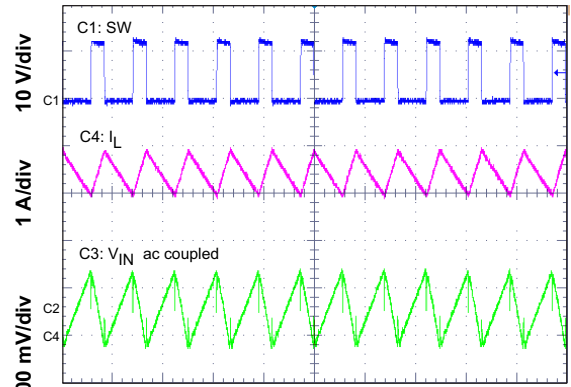 C1: SW
10 V/div
C1
C4: IL
1 A/div
C3: VIN ac coupled
C2
C4
00 mV/div